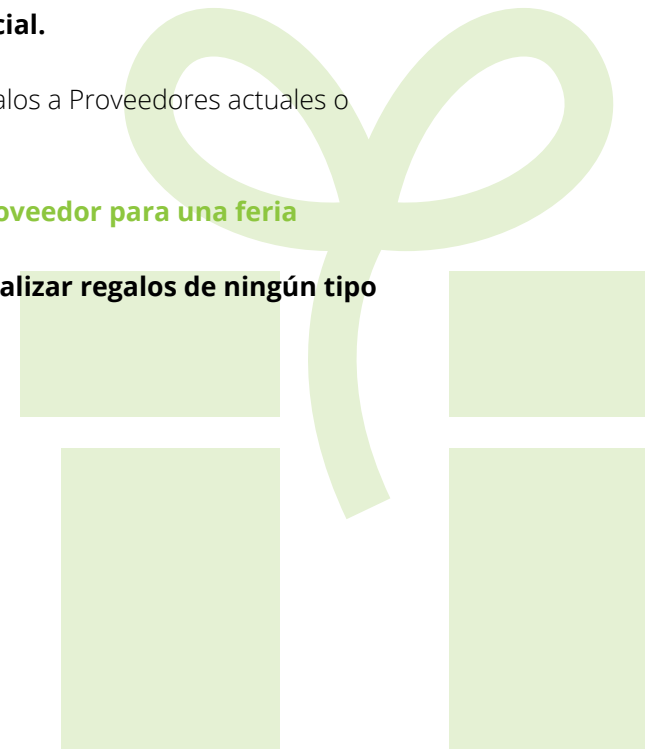 cial.
alos a Proveedores actuales o
oveedor para una feria
alizar regalos de ningún tipo